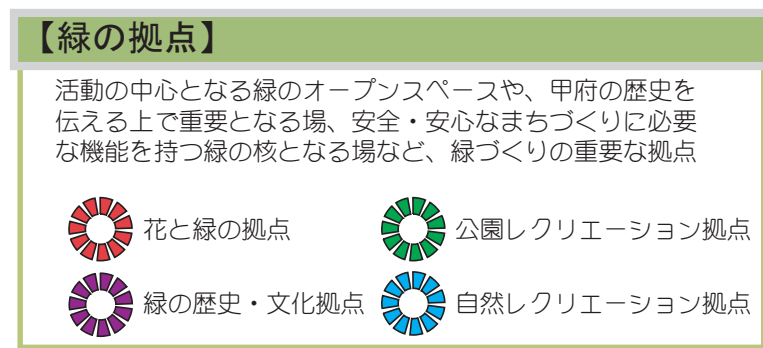 【緑の拠点】
活動の中心となる緑のオープンスペースや、甲府の歴史を
伝える上で重要となる場、安全・安心なまちづくりに必要
な機能を持つ緑の核となる場など、緑づくりの重要な拠点
花と緑の拠点
公園レクリエーション拠点
緑の歴史・文化拠点
自然レクリエーション拠点